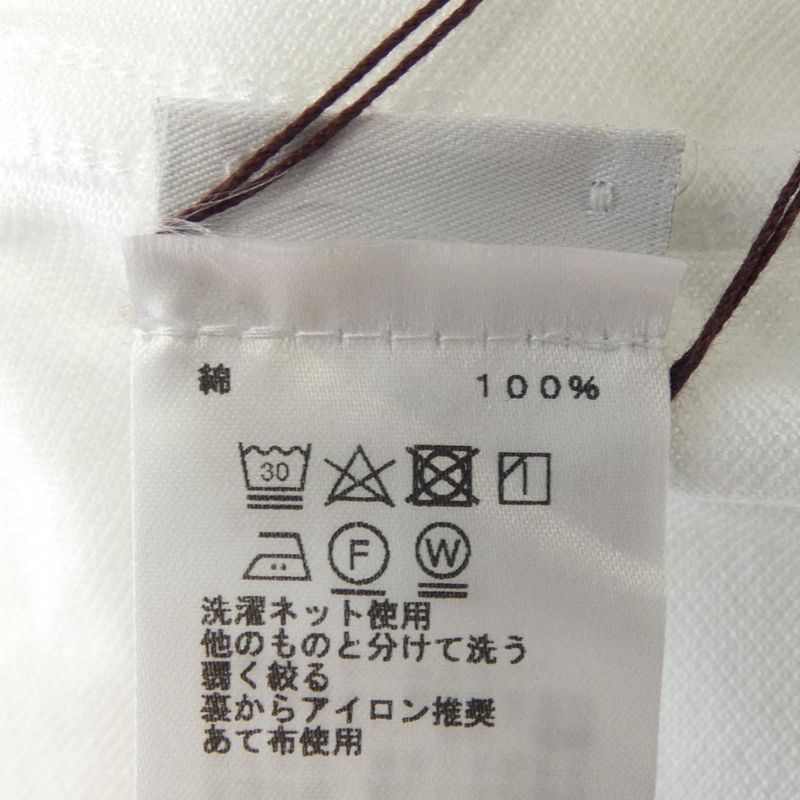 綿 100%
30
F W
洗濯ネット使用
他のものと分けて洗う
弱く絞る
裏からアイロン推奨
あて布使用